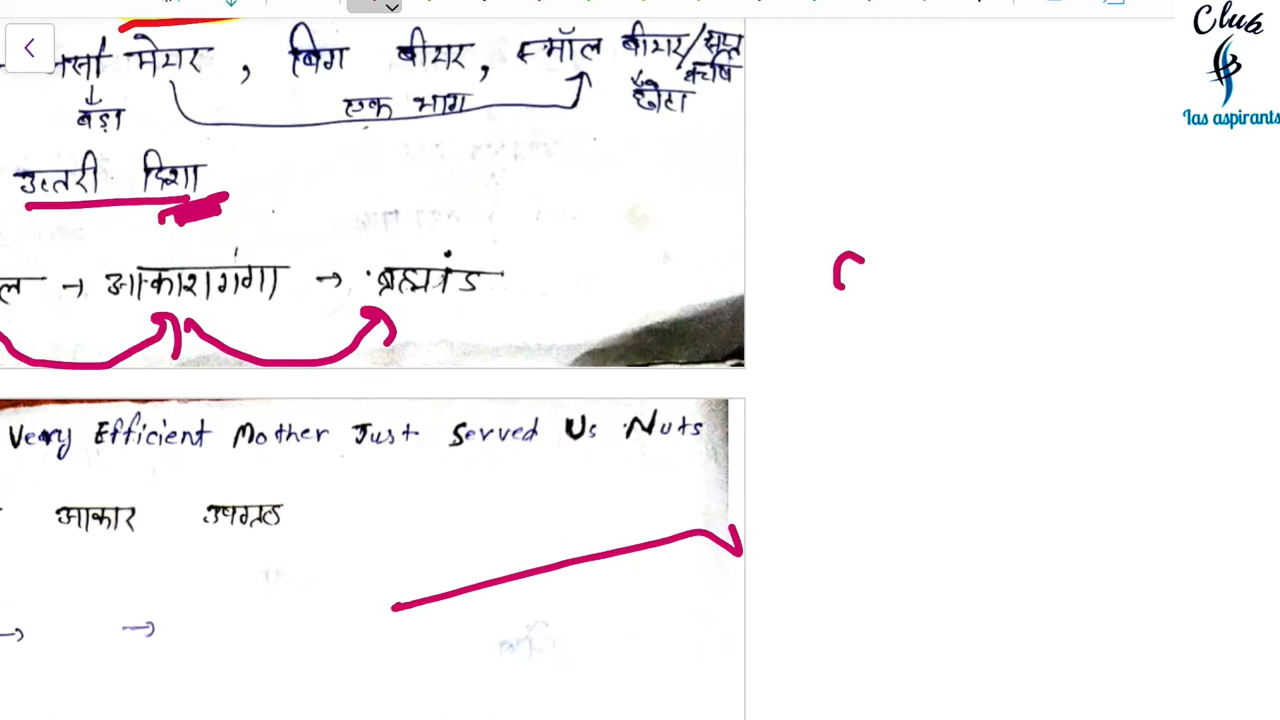 Club
Ias aspirants
मेयर, बिग बीयर, स्मॉल बीयर/सप्त ऋषि
↓ बड़ा
एक भाग
छोटा
उत्तरी दिशा
ल → आकाशगंगा → ब्रह्मांड
Very Efficient Mother Just Served Us Nuts
आकार उपग्रह
→ →